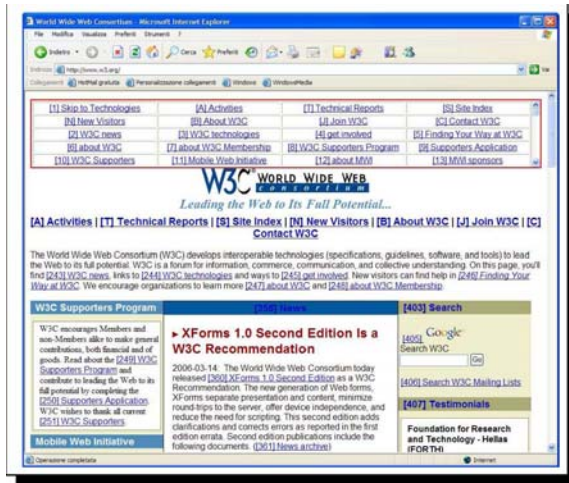 World Wide Web Consortium - Microsoft Internet Explorer
File Modifica Visualizza Preferiti Strumenti ?
Indietro Cerca Preferiti
Indirizzo http://www.w3.org/ Vai
Collegamenti HotMail gratuita Personalizzazione collegamenti Windows WindowsMedia
[1] Skip to Technologies [A] Activities [T] Technical Reports [S] Site Index
[N] New Visitors [B] About W3C [J] Join W3C [C] Contact W3C
[2] W3C news [3] W3C technologies [4] get involved [5] Finding Your Way at W3C
[6] about W3C [7] about W3C Membership [8] W3C Supporters Program [9] Supporters Application
[10] W3C Supporters [11] Mobile Web Initiative [12] about MWI [13] MWI sponsors
W3C WORLD WIDE WEB
consortium
Leading the Web to Its Full Potential...
[A] Activities | [T] Technical Reports | [S] Site Index | [N] New Visitors | [B] About W3C | [J] Join W3C | [C]
Contact W3C
The World Wide Web Consortium (W3C) develops interoperable technologies (specifications, guidelines, software, and tools) to lead
the Web to its full potential. W3C is a forum for information, commerce, communication, and collective understanding. On this page, you'll
find [243] W3C news, links to [244] W3C technologies and ways to [245] get involved. New visitors can find help in [246] Finding Your
Way at W3C. We encourage organizations to learn more [247] about W3C and [248] about W3C Membership.
W3C Supporters Program
W3C encourages Members and
non-Members alike to make general
contributions, both financial and of
goods. Read about the [249] W3C
Supporters Program and
contribute to leading the Web to its
full potential by completing the
[250] Supporters Application.
W3C wishes to thank all current
[251] W3C Supporters.
Mobile Web Initiative
[358] News
▸ XForms 1.0 Second Edition Is a
W3C Recommendation
2006-03-14: The World Wide Web Consortium today
released [360] XForms 1.0 Second Edition as a W3C
Recommendation. The new generation of Web forms,
XForms separate presentation and content, minimize
round-trips to the server, offer device independence, and
reduce the need for scripting. This second edition adds
clarifications and corrects errors as reported in the first
edition errata. Second edition publications include the
following documents. ([361] News archive)
[403] Search
[405] Google
Search W3C
Go
[406] Search W3C Mailing Lists
[407] Testimonials
Foundation for Research
and Technology - Hellas
(FORTH)
Operazione completata Internet